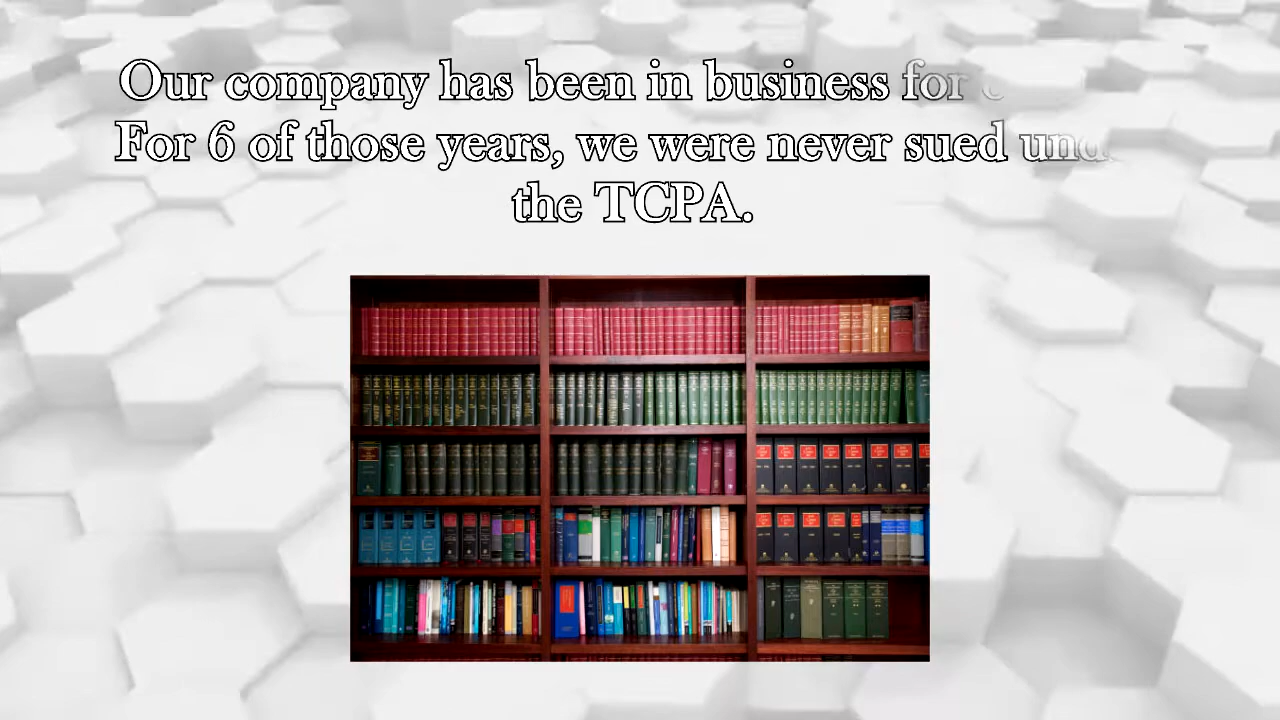 Our company has been in business for
For 6 of those years, we were never sued
the TCPA.